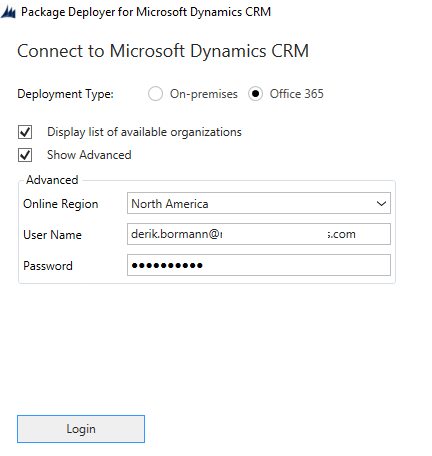 Package Deployer for Microsoft Dynamics CRM
Connect to Microsoft Dynamics CRM
Deployment Type: On-premises Office 365
Display list of available organizations
Show Advanced
Advanced
Online Region North America
User Name derik.bormann@ s.com
Password ●●●●●●●●●●
Login